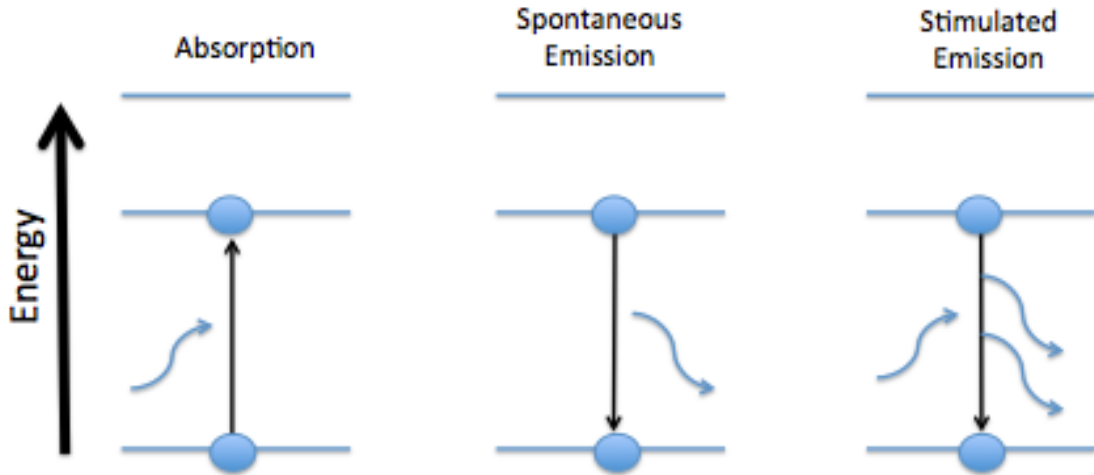 Absorption
Spontaneous
Emission
Stimulated
Emission
Energy